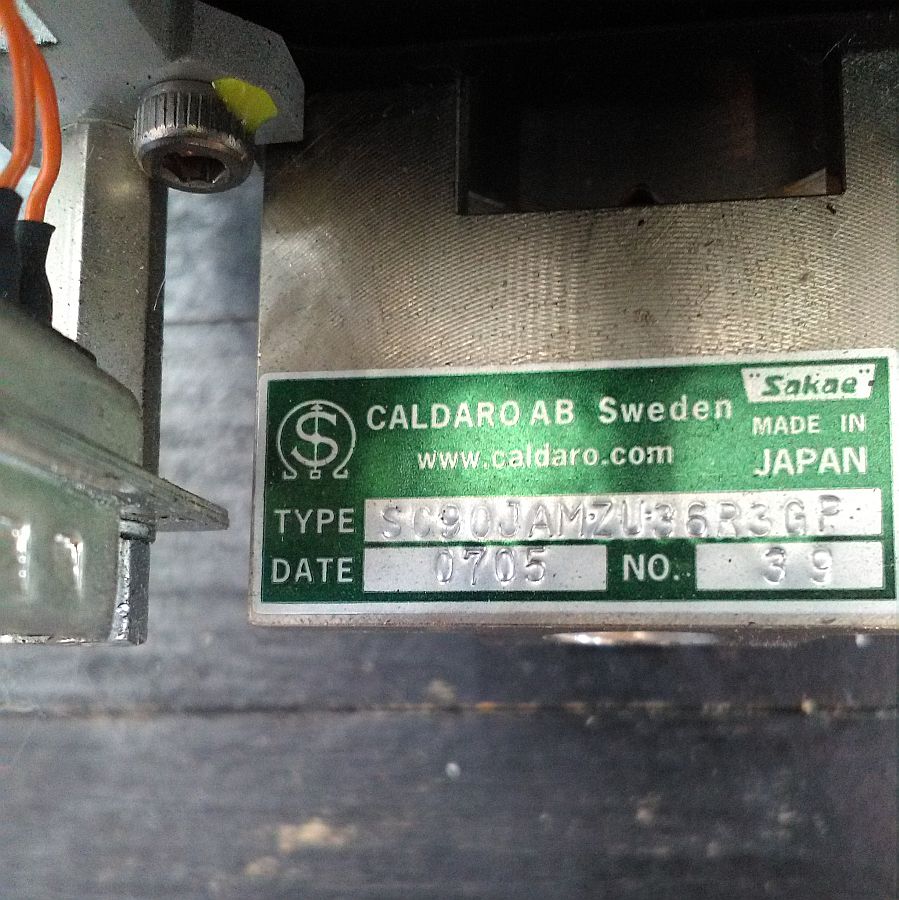 CALDARO AB Sweden
"Sakae"
www.caldaro.com
MADE IN
JAPAN
TYPE SC90JAMZU36R3GP
DATE 0705 NO. 39